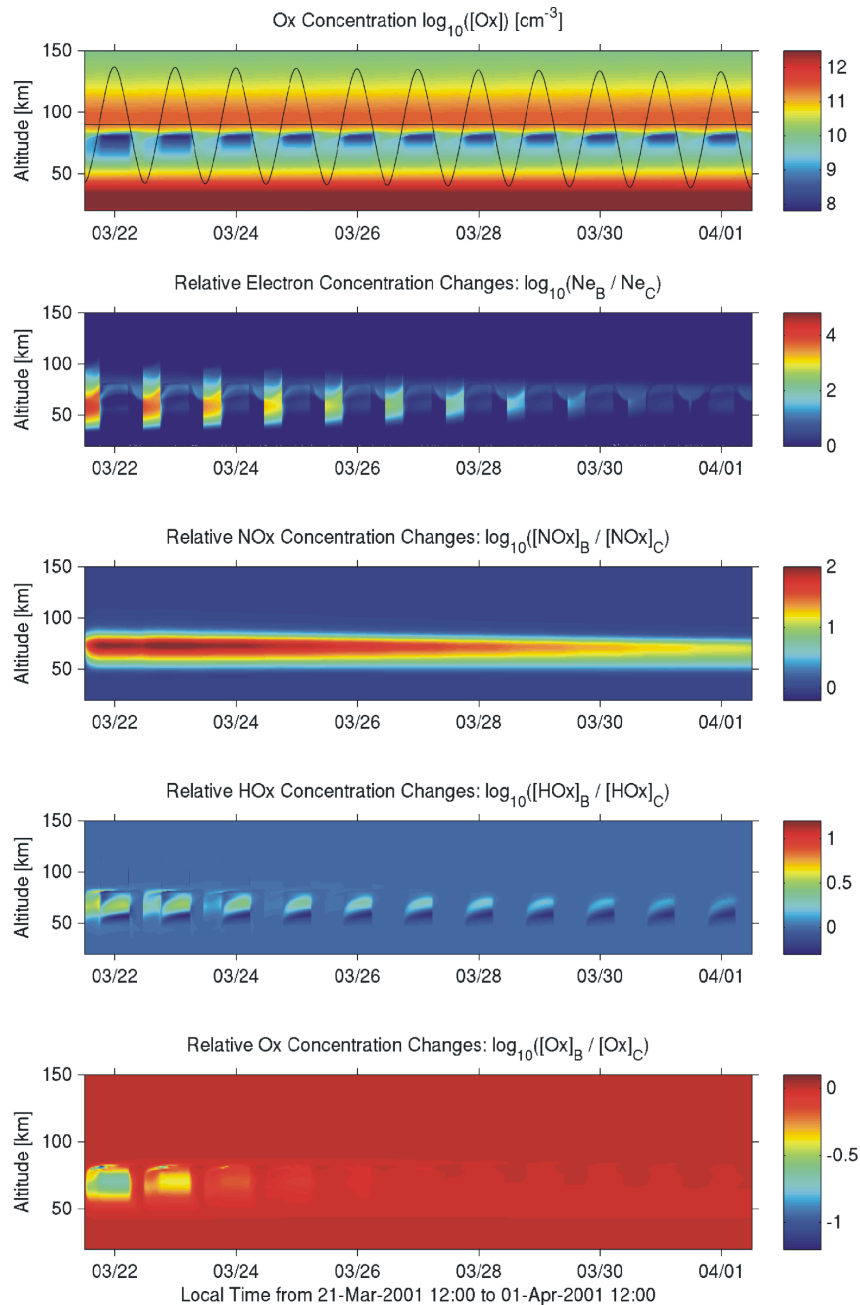 Ox Concentration log10([Ox]) [cm-3]
Altitude [km]
150
100
50
03/22 03/24 03/26 03/28 03/30 04/01
12
11
10
9
8
Relative Electron Concentration Changes: log10(NeB / NeC)
Altitude [km]
150
100
50
03/22 03/24 03/26 03/28 03/30 04/01
4
2
0
Relative NOx Concentration Changes: log10([NOx]B / [NOx]C)
Altitude [km]
150
100
50
03/22 03/24 03/26 03/28 03/30 04/01
2
1
0
Relative HOx Concentration Changes: log10([HOx]B / [HOx]C)
Altitude [km]
150
100
50
03/22 03/24 03/26 03/28 03/30 04/01
1
0.5
0
Relative Ox Concentration Changes: log10([Ox]B / [Ox]C)
Altitude [km]
150
100
50
03/22 03/24 03/26 03/28 03/30 04/01
0
-0.5
-1
Local Time from 21-Mar-2001 12:00 to 01-Apr-2001 12:00